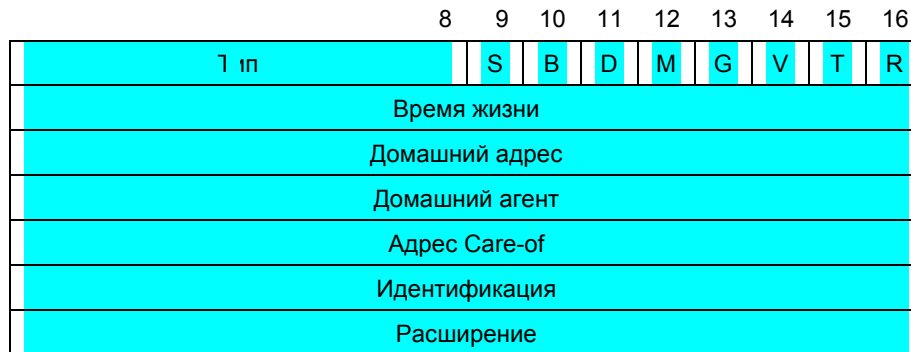 8 9 10 11 12 13 14 15 16
Тип S B D M G V T R
Время жизни
Домашний адрес
Домашний агент
Адрес Care-of
Идентификация
Расширение